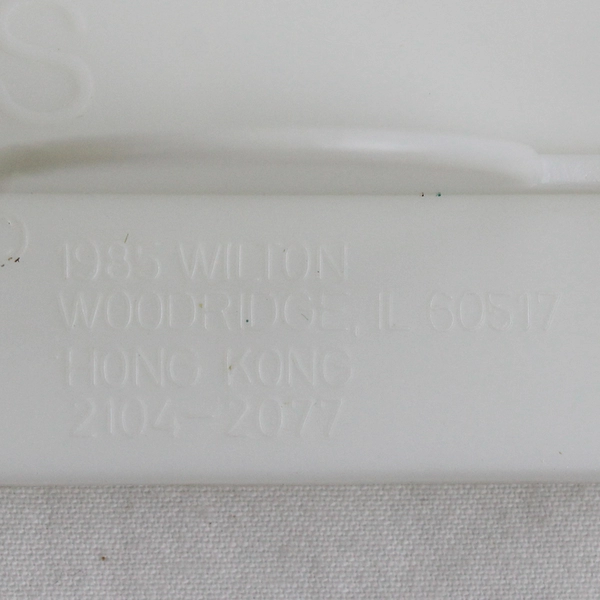 S
1985 WILTON
WOODRIDGE, IL 60517
HONG KONG
2104-2077